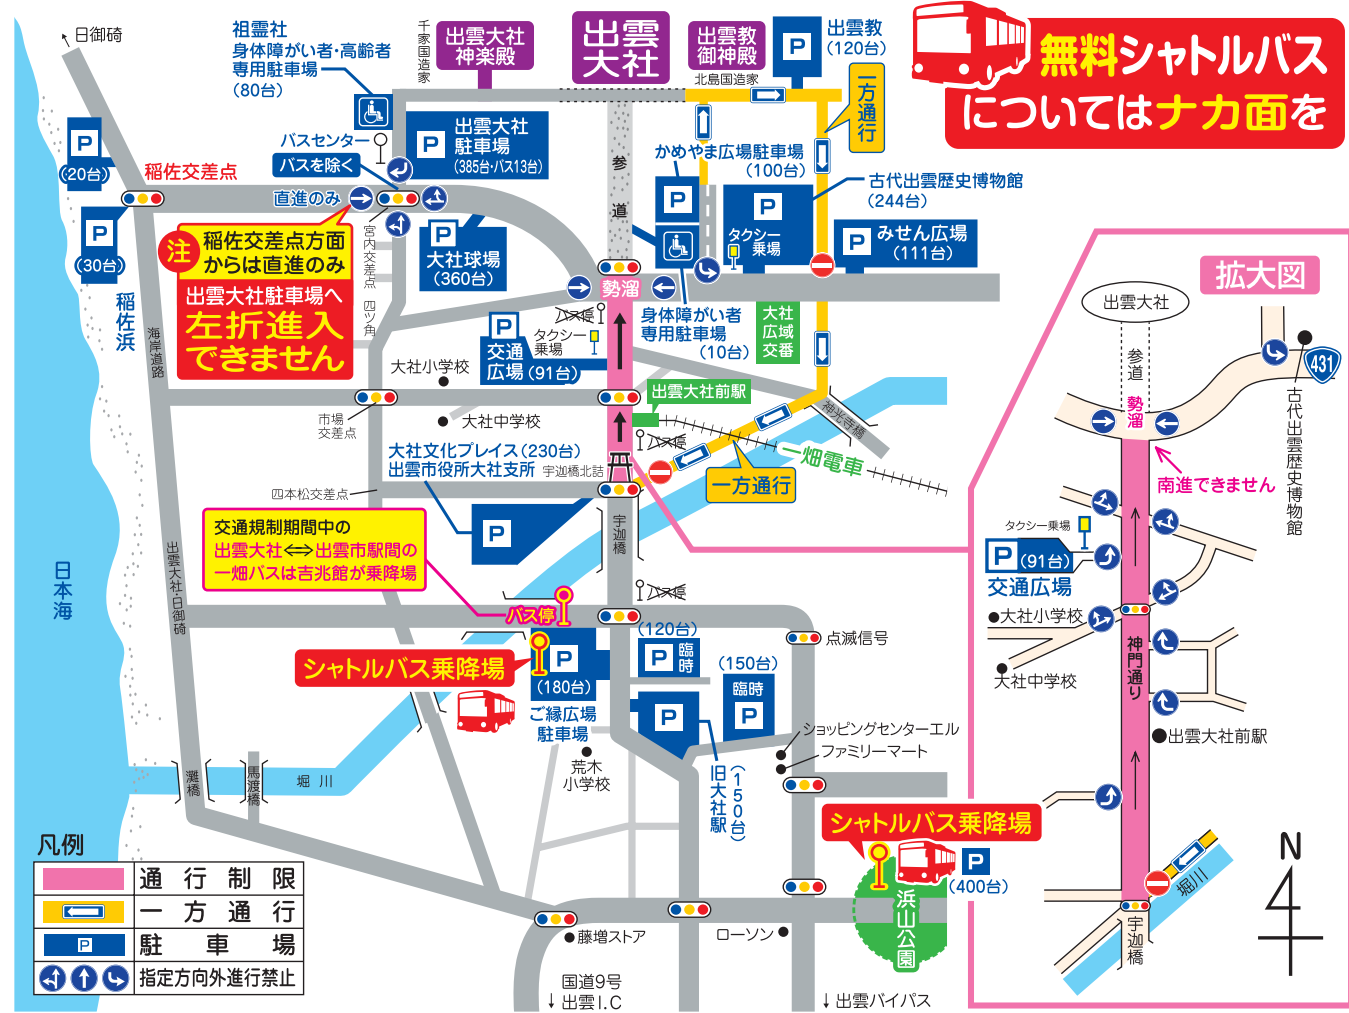 日御碕
祖霊社
身体障がい者・高齢者
専用駐車場
(80台)
千家国造家
出雲大社
神楽殿
出雲
大社
出雲教
御神殿
北島国造家
P
出雲教
(120台)
一方通行
無料シャトルバス
についてはナカ面を
P
(20台)
稲佐交差点
バスセンター
バスを除く
P
出雲大社
駐車場
(385台・バス13台)
参道
かめやま広場駐車場
(100台)
P
古代出雲歴史博物館
(244台)
P
タクシー
乗場
P
みせん広場
(111台)
直進のみ
P
(30台)
注
稲佐交差点方面
からは直進のみ
出雲大社駐車場へ
左折進入
できません
宮内交差点
四ツ角
P
大社球場
(360台)
勢溜
稲佐浜
海岸道路
バス停
P
交通
広場(91台)
タクシー
乗場
身体障がい者
専用駐車場
(10台)
大社
広域
交番
大社小学校
大社中学校
市場・
交差点
出雲大社前駅
神光寺橋
バス停
一畑電車
一方通行
大社文化プレイス(230台)
出雲市役所大社支所
宇迦橋北詰
四本松交差点
P
宇迦橋
交通規制期間中の
出雲大社⇔出雲市駅間の
一畑バスは吉兆館が乗降場
日本海
出雲大社・日御碕
バス停
バス停
シャトルバス乗降場
P
(180台)
ご縁広場
駐車場
荒木
小学校
(120台)
P
臨時
(150台)
臨時
P
P
旧大社駅
(150台)
点滅信号
ショッピングセンターエル
ファミリーマート
灘橋
馬渡橋
堀川
シャトルバス乗降場
P
(400台)
浜山公園
藤増ストア
ローソン
国道9号
↓出雲I.C
↓出雲バイパス
凡例
通行制限
一方通行
P
駐車場
指定方向外進行禁止
拡大図
出雲大社
参道
勢溜
431
古代出雲歴史博物館
南進できません
タクシー乗場
P
(91台)
交通広場
大社小学校
大社中学校
神門通り
出雲大社前駅
堀川
宇迦橋
N